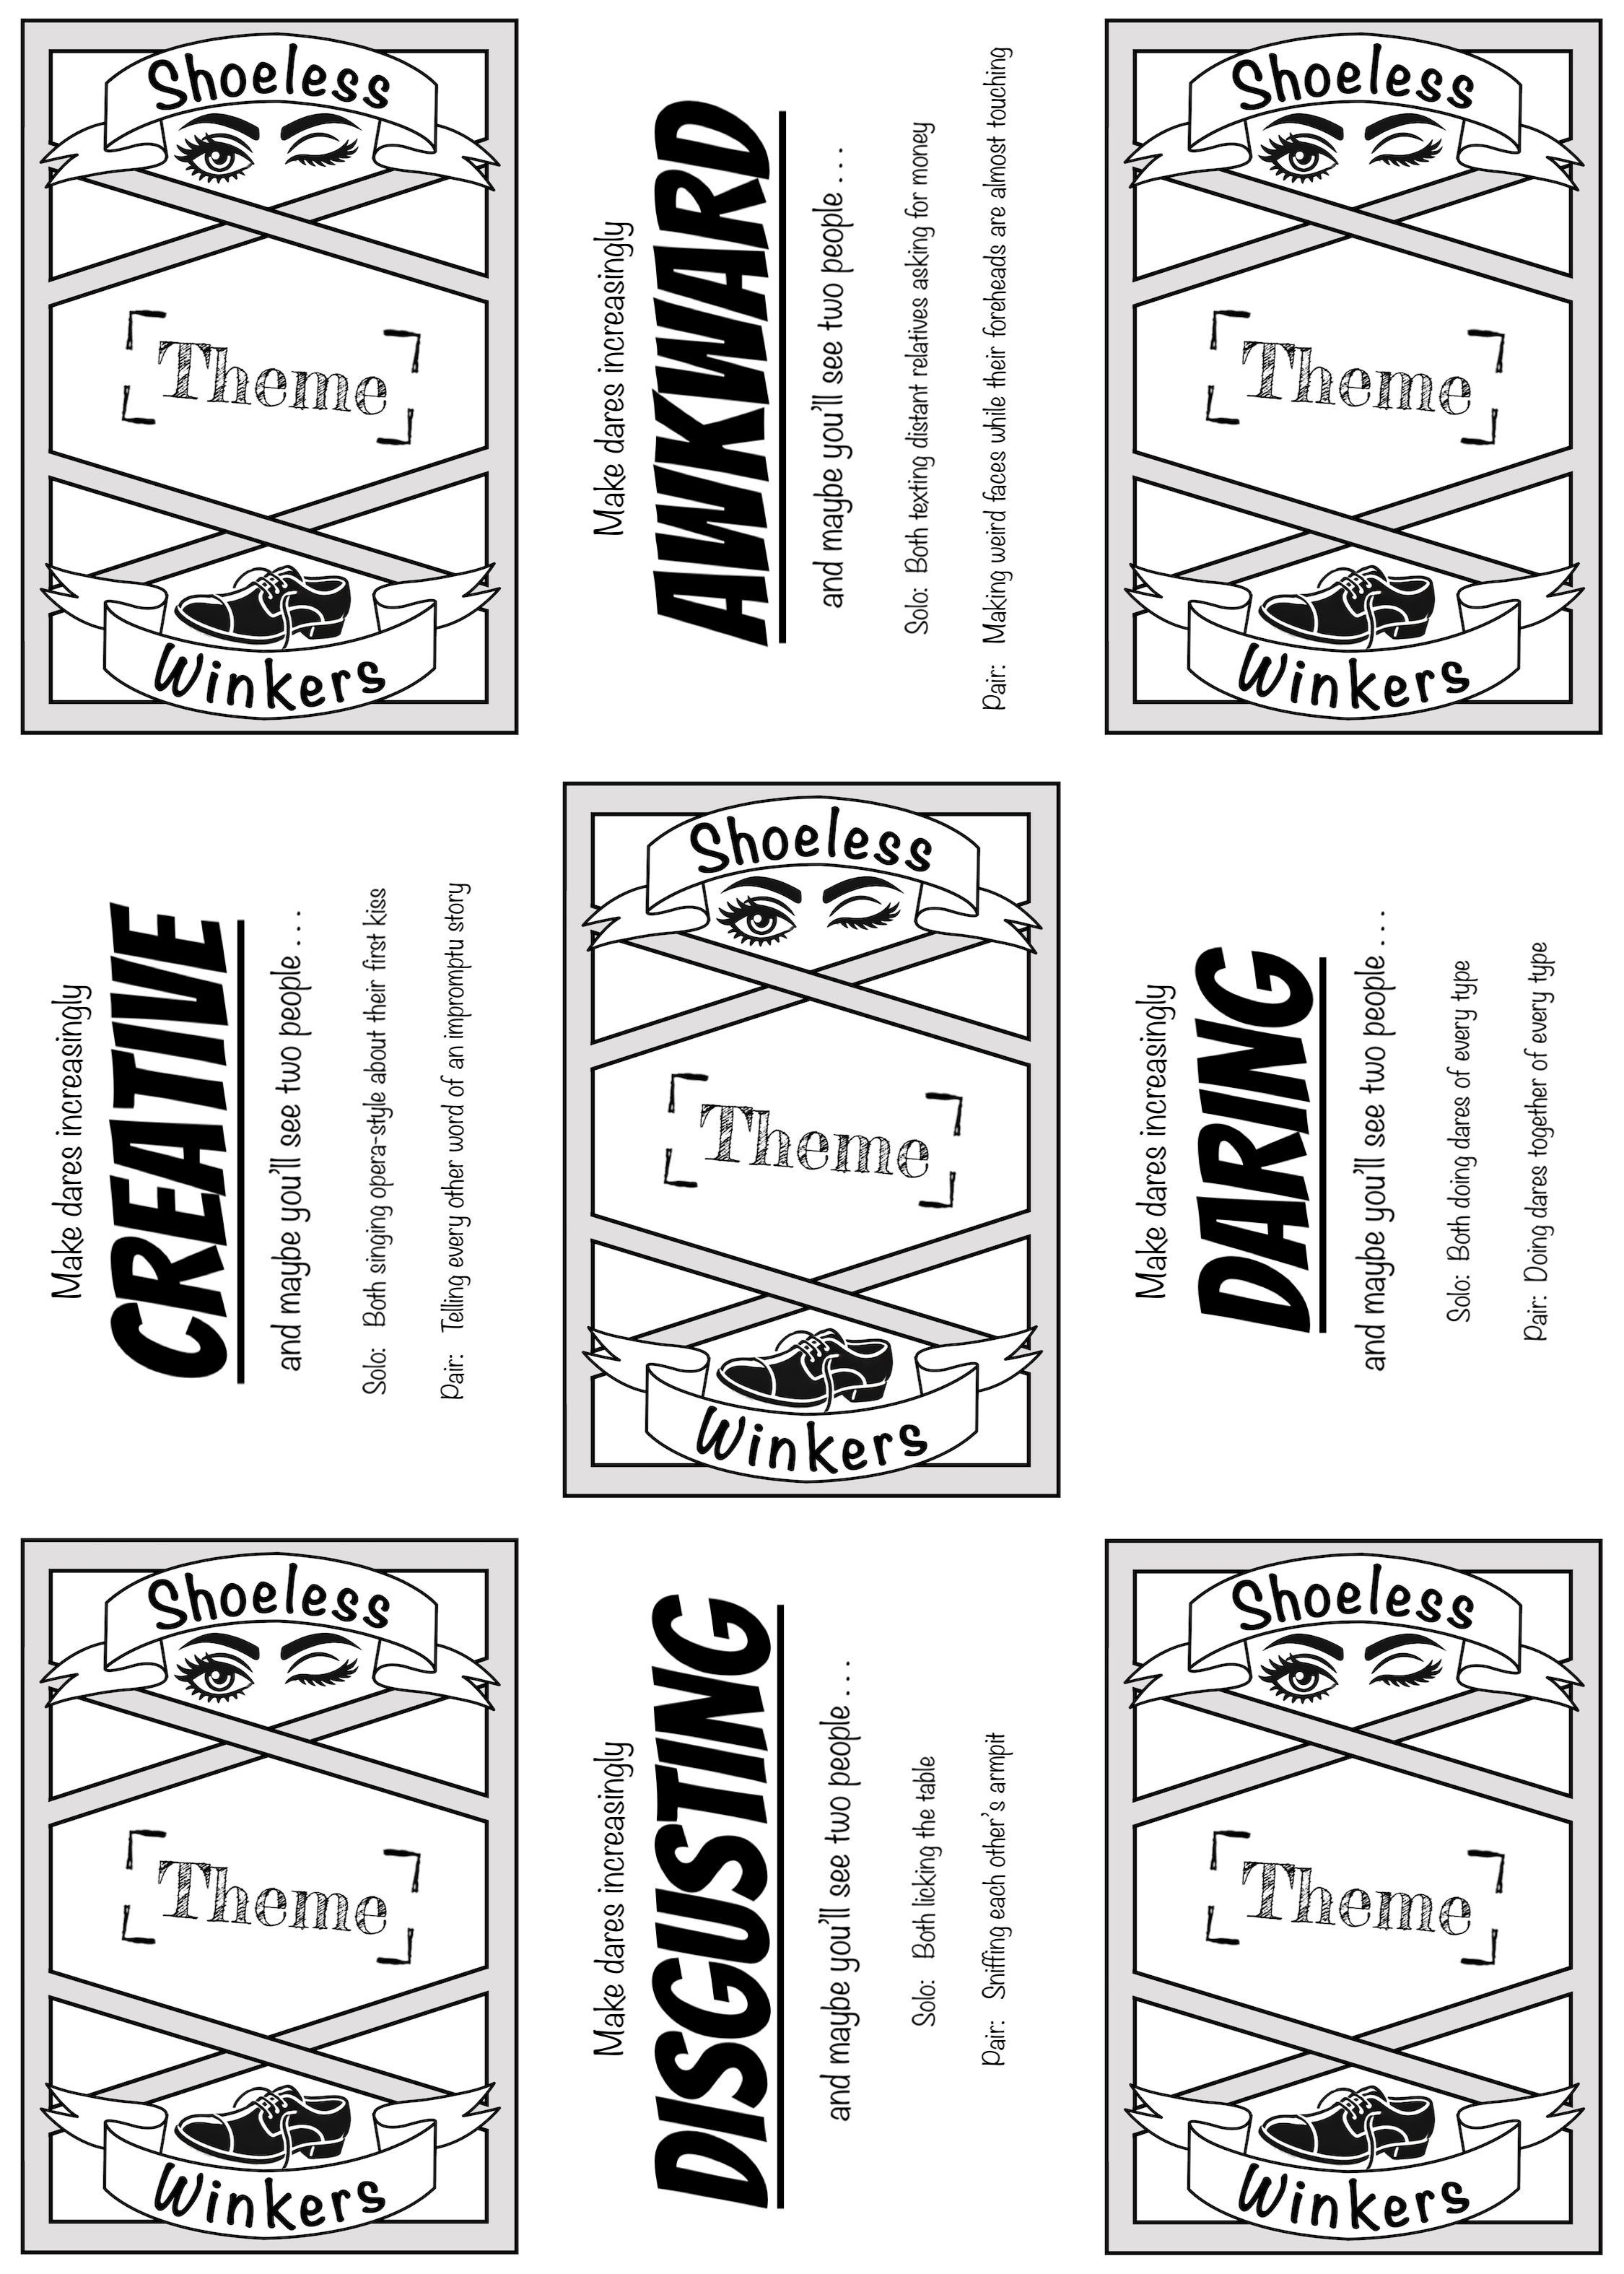 Shoeless
Theme
Winkers
Make dares increasingly
AWKWARD
and maybe you'll see two people . . .
Solo: Both texting distant relatives asking for money
Pair: Making weird faces while their foreheads are almost touching
Shoeless
Theme
Winkers
Make dares increasingly
CREATIVE
and maybe you'll see two people . . .
Solo: Both singing opera-style about their first kiss
Pair: Telling every other word of an impromptu story
Shoeless
Theme
Winkers
Make dares increasingly
DARING
and maybe you'll see two people . . .
Solo: Both doing dares of every type
Pair: Doing dares together of every type
Shoeless
Theme
Winkers
Make dares increasingly
DISGUSTING
and maybe you'll see two people . . .
Solo: Both licking the table
Pair: Sniffing each other's armpit
Shoeless
Theme
Winkers